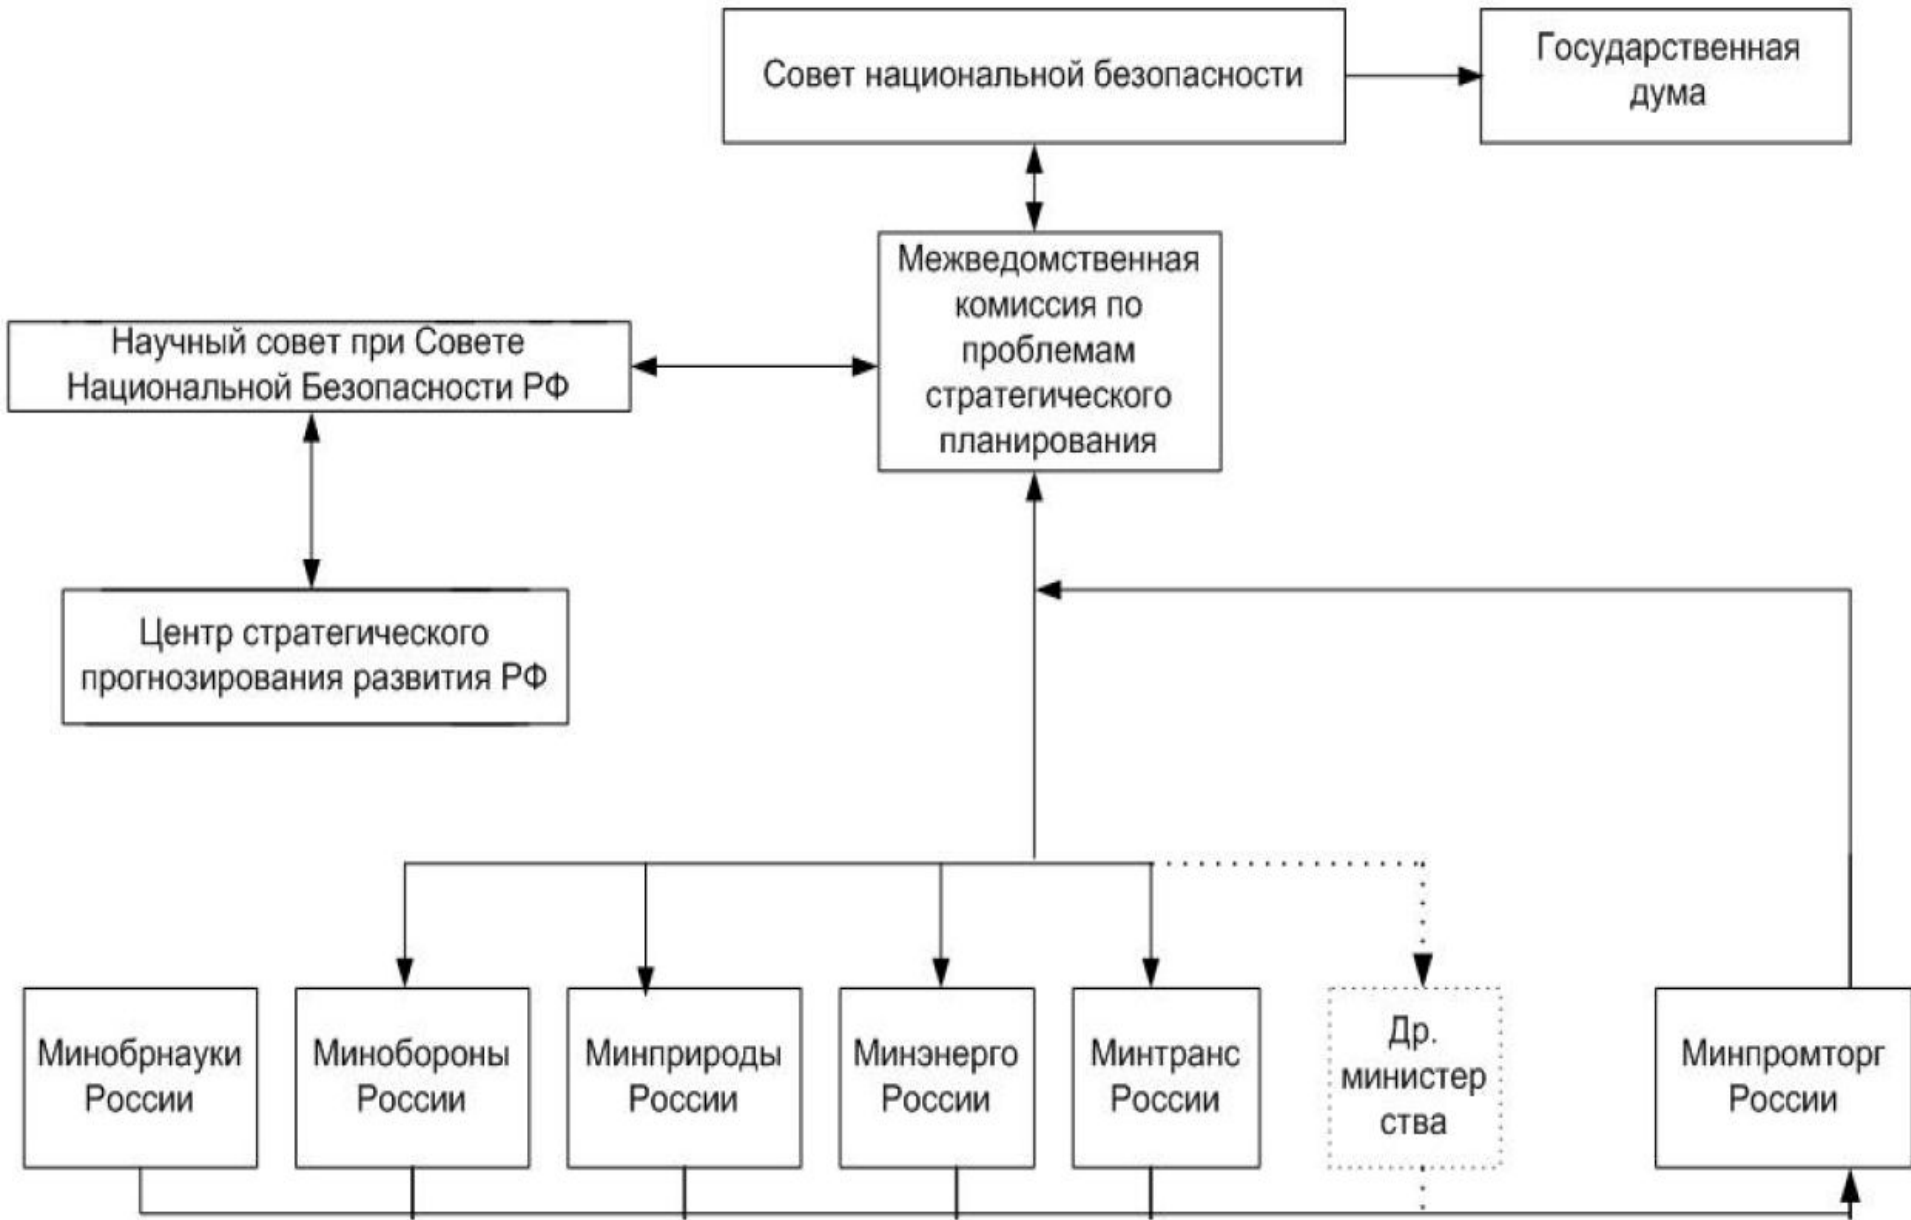 Совет национальной безопасности
Государственная
дума
Межведомственная
комиссия по
проблемам
стратегического
планирования
Научный совет при Совете
Национальной Безопасности РФ
Центр стратегического
прогнозирования развития РФ
Минобрнауки
России
Минобороны
России
Минприроды
России
Минэнерго
России
Минтранс
России
Др.
министер
ства
Минпромторг
России